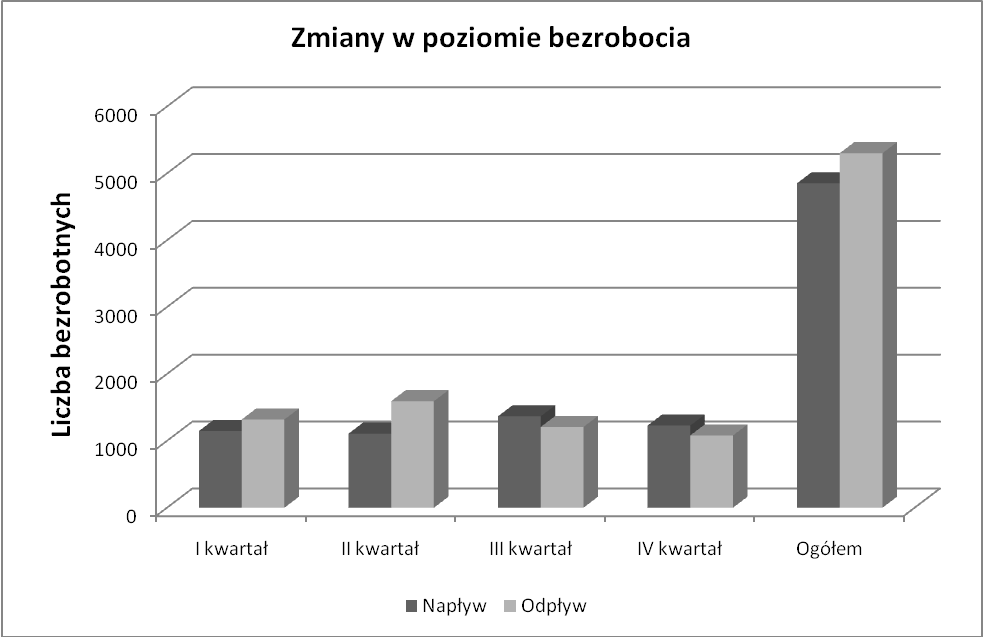 Zmiany w poziomie bezrobocia
Liczba bezrobotnych
6000
5000
4000
3000
2000
1000
0
I kwartał II kwartał III kwartał IV kwartał Ogółem
Napływ Odpływ